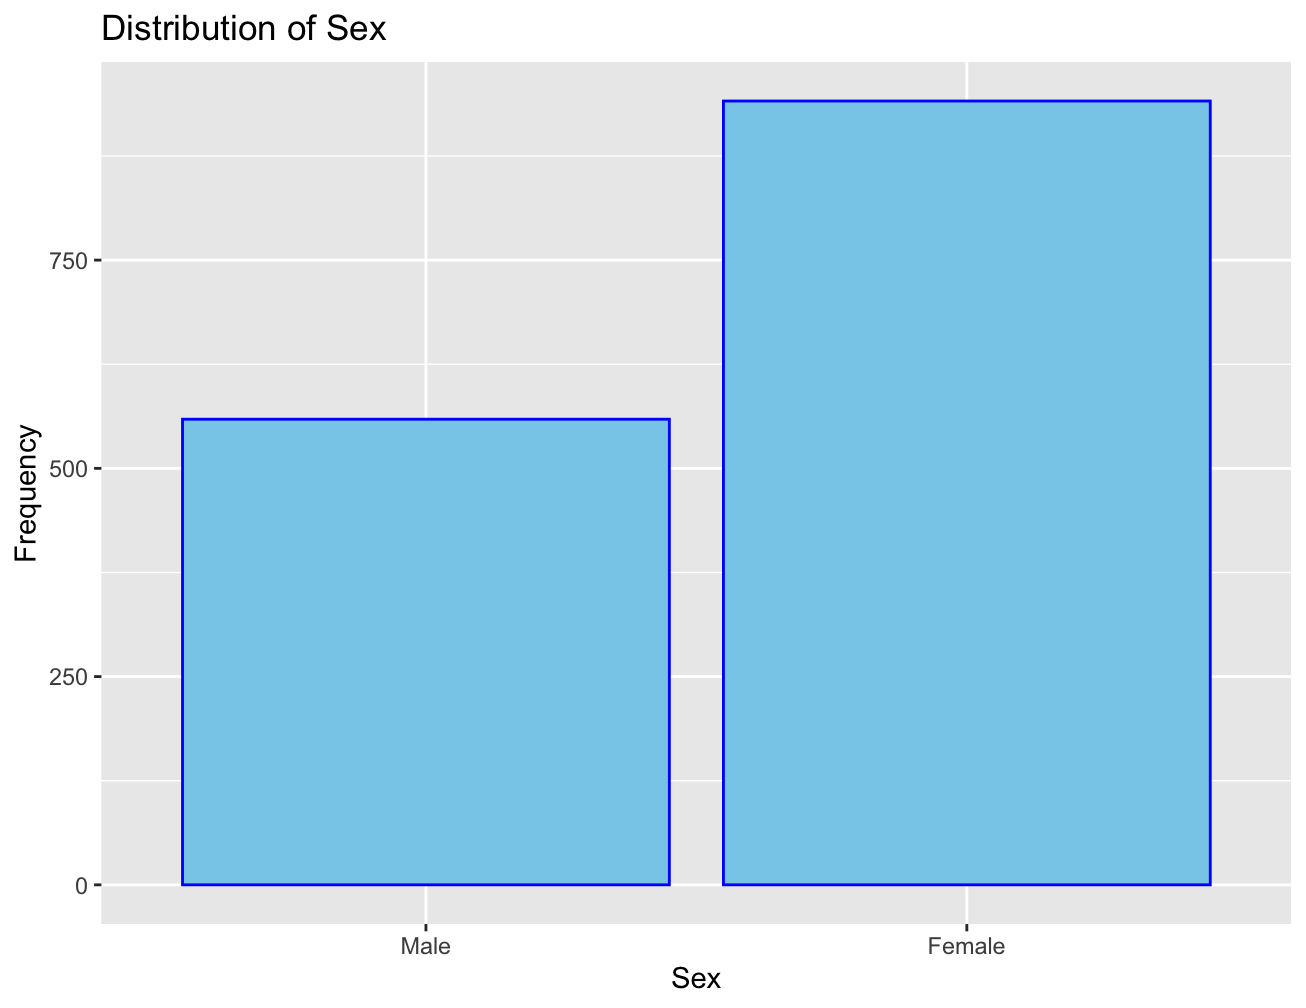 Distribution of Sex
Frequency
750
500
250
0
Male
Female
Sex